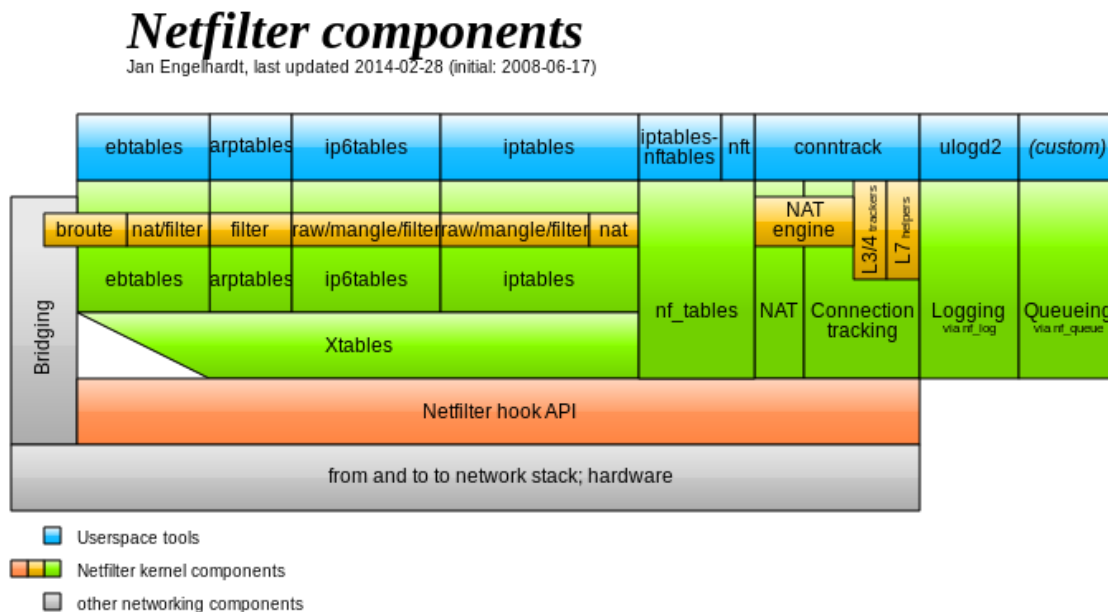 Netfilter components
Jan Engelhardt, last updated 2014-02-28 (initial: 2008-06-17)
ebtables
arptables
ip6tables
iptables
iptables-
nftables
nft
conntrack
ulogd2
(custom)
broute
nat/filter
filter
raw/mangle/filter
raw/mangle/filter
nat
NAT
engine
L3/4 trackers
L7 helpers
ebtables
arptables
ip6tables
iptables
nf_tables
NAT
Connection
tracking
Logging
via nf_log
Queueing
via nf_queue
Bridging
Xtables
Netfilter hook API
from and to to network stack; hardware
Userspace tools
Netfilter kernel components
other networking components